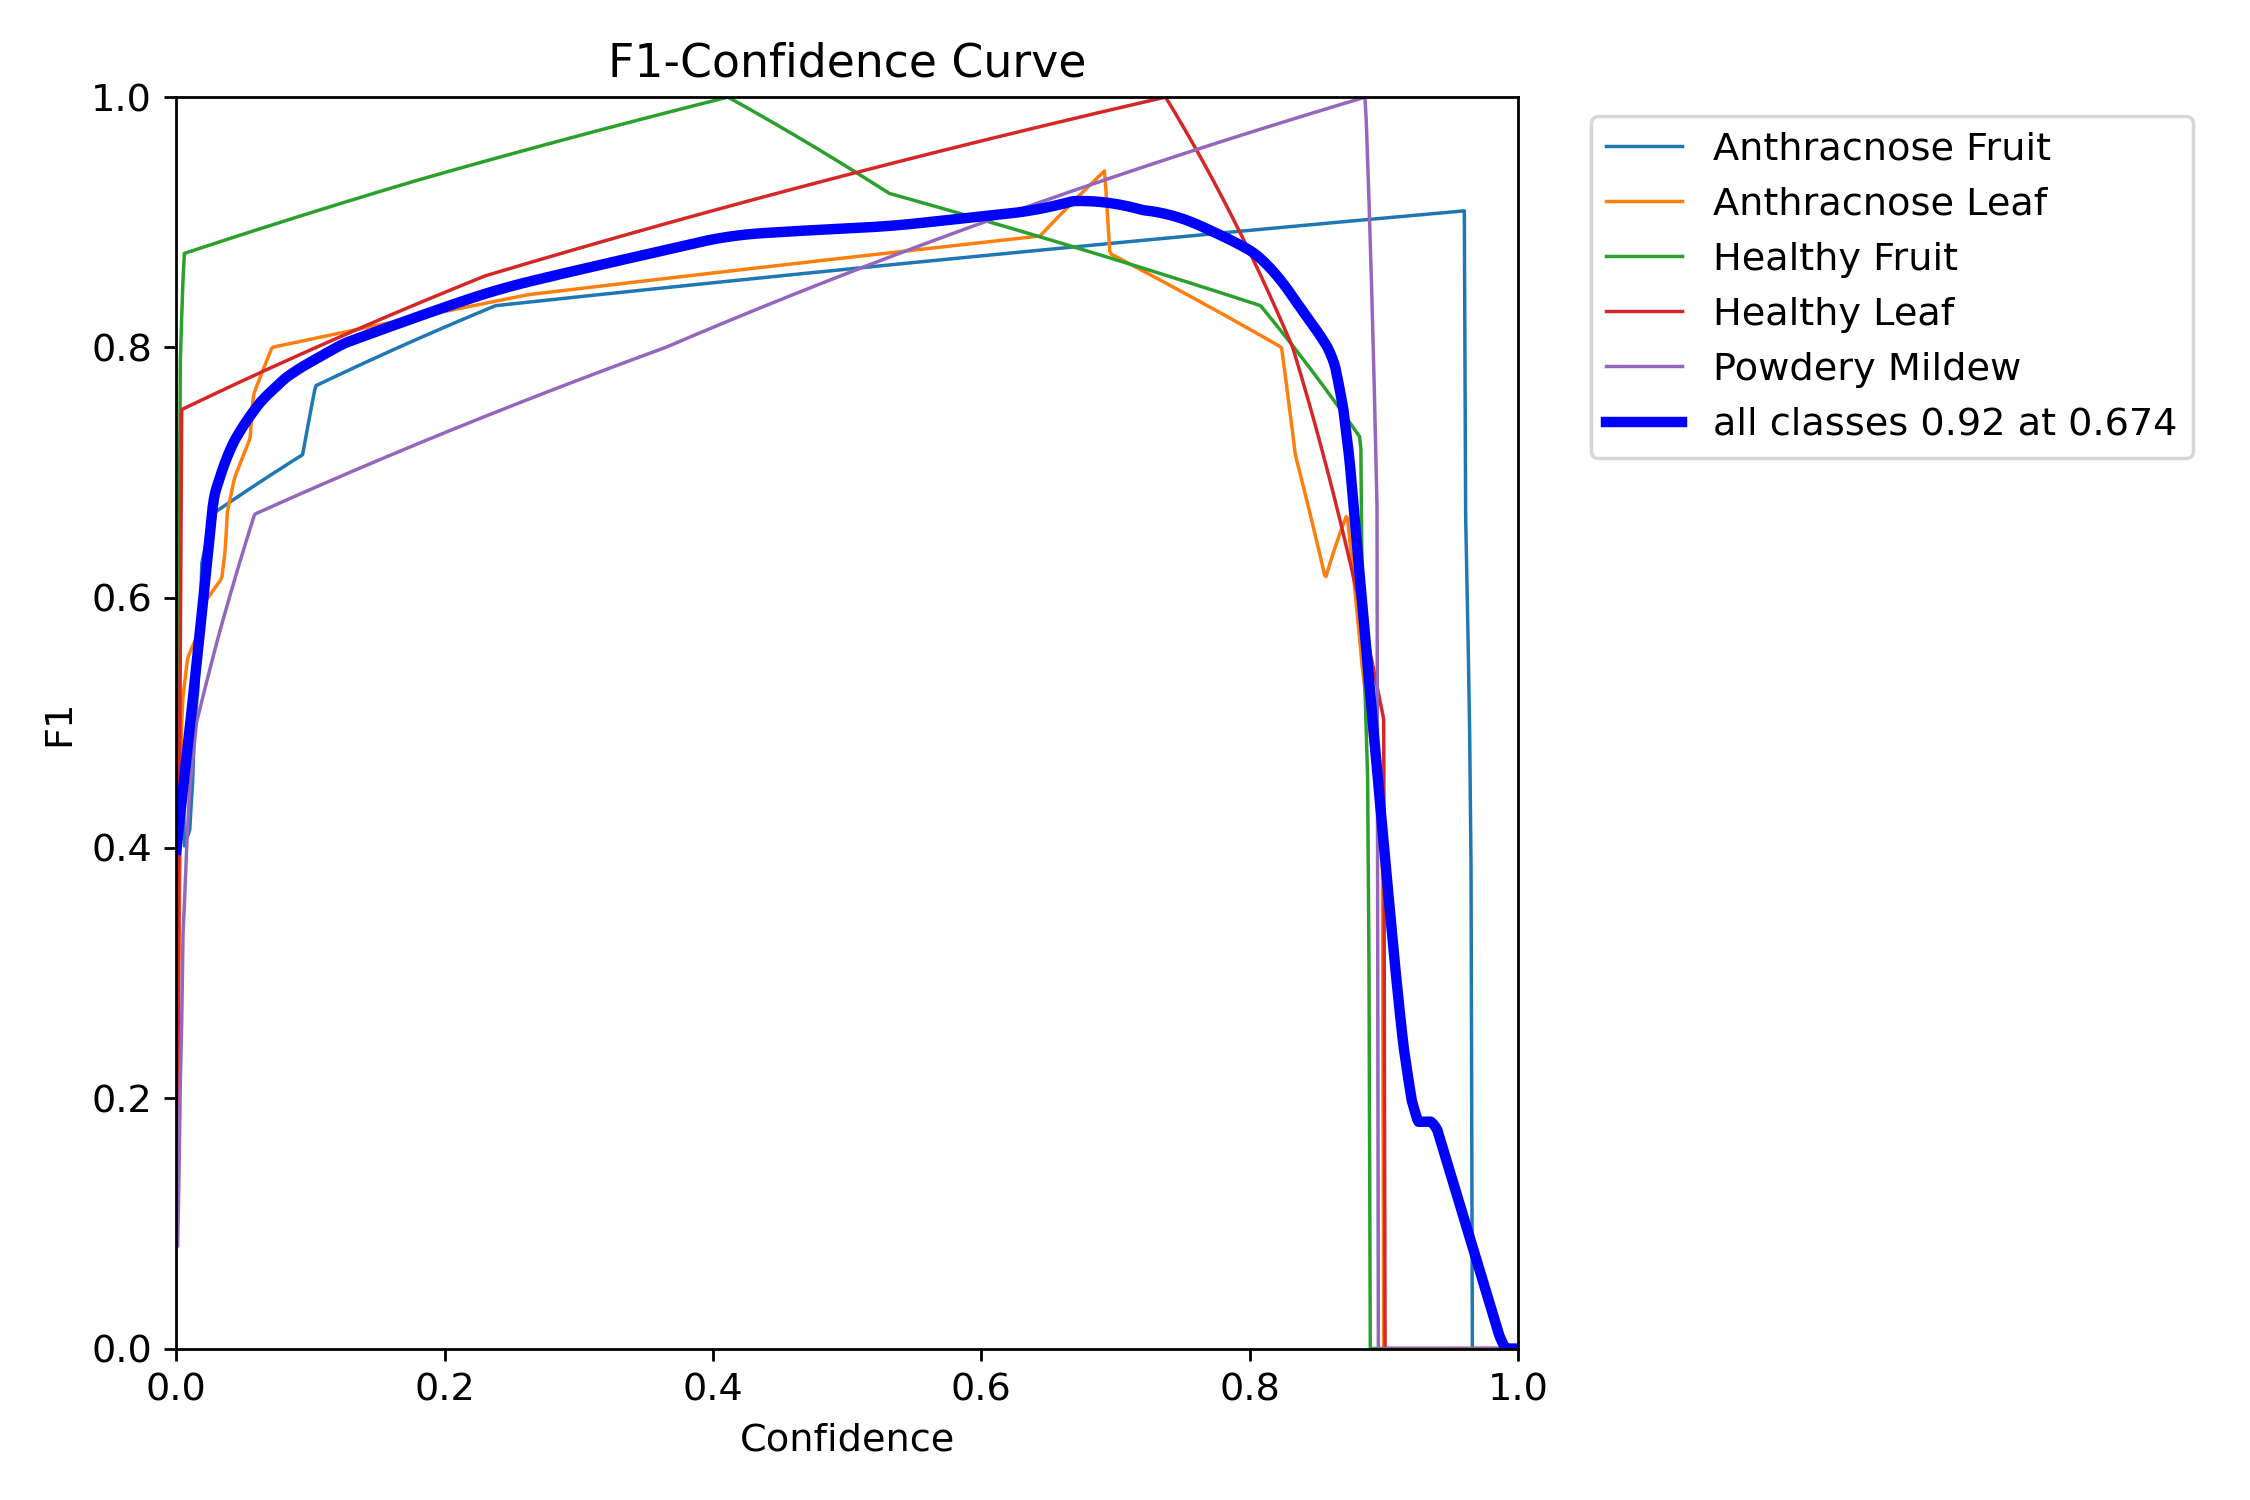 F1-Confidence Curve
1.0
0.8
0.6
0.4
0.2
0.0
F1
0.0 0.2 0.4 0.6 0.8 1.0
Confidence
Anthracnose Fruit
Anthracnose Leaf
Healthy Fruit
Healthy Leaf
Powdery Mildew
all classes 0.92 at 0.674